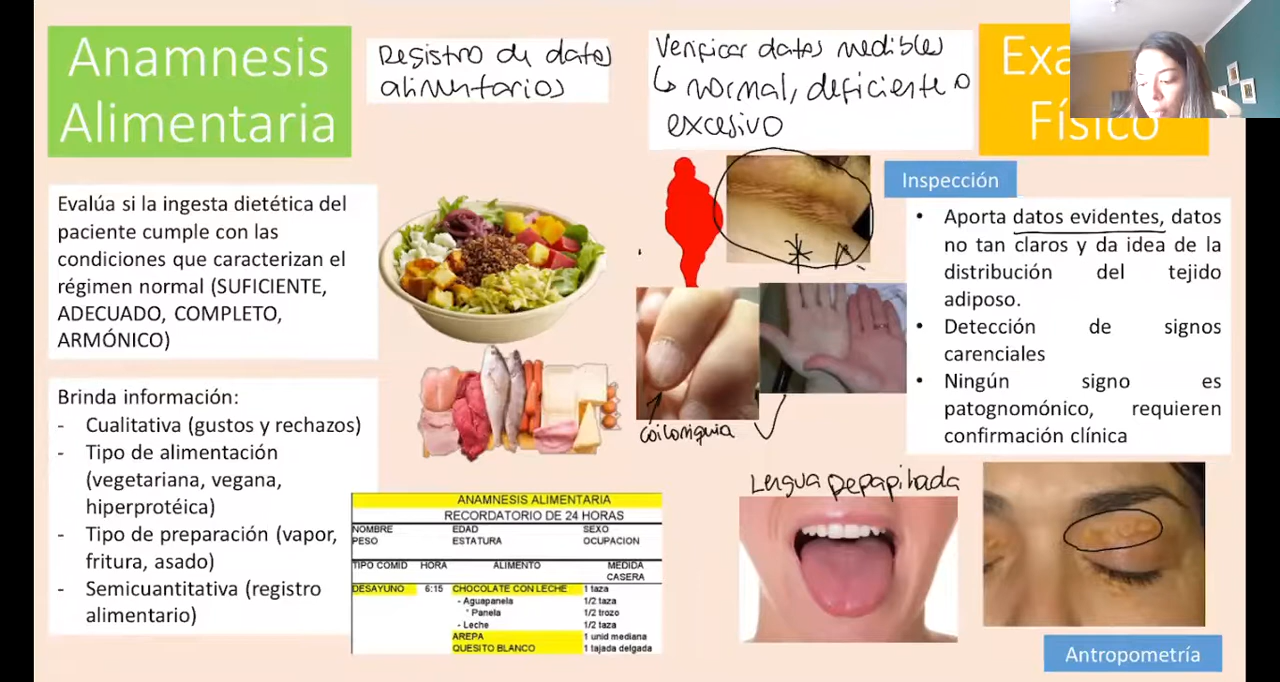 Anamnesis
Alimentaria
Registro de datos
alimentarios
Evalúa si la ingesta dietética del
paciente cumple con las
condiciones que caracterizan el
régimen normal (SUFICIENTE,
ADECUADO, COMPLETO,
ARMÓNICO)
Brinda información:
- Cualitativa (gustos y rechazos)
- Tipo de alimentación
(vegetariana, vegana,
hiperprotéica)
- Tipo de preparación (vapor,
fritura, asado)
- Semicuantitativa (registro
alimentario)
ANAMNESIS ALIMENTARIA
RECORDATORIO DE 24 HORAS
NOMBRE EDAD SEXO
PESO ESTATURA OCUPACION
TIPO COMID HORA ALIMENTO MEDIDA
CASERA
DESAYUNO 6:15 CHOCOLATE CON LECHE 1 taza
- Aguapanela 1/2 taza
* Panela 1/2 trozo
- Leche 1/2 taza
AREPA 1 unid mediana
QUESITO BLANCO 1 tajada delgada
Verificar datos medibles
↳ normal, deficiente o
excesivo
Exa
Físico
Inspección
• Aporta datos evidentes, datos
no tan claros y da idea de la
distribución del tejido
adiposo.
• Detección de signos
carenciales
• Ningún signo es
patognomónico, requieren
confirmación clínica
Lengua depapilada
Antropometría